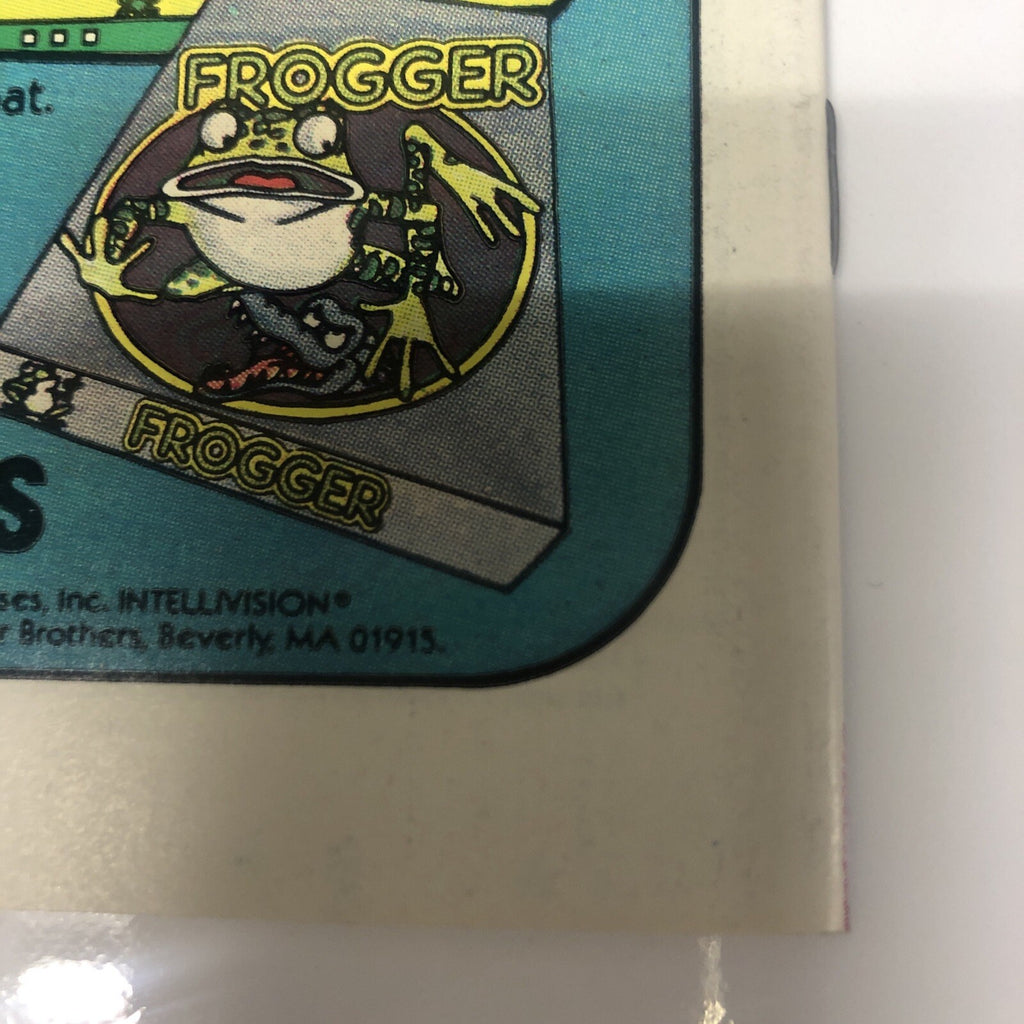 FROGGER
at.
FROGGER
S
ses, Inc. INTELLIVISION®
r Brothers, Beverly, MA 01915.